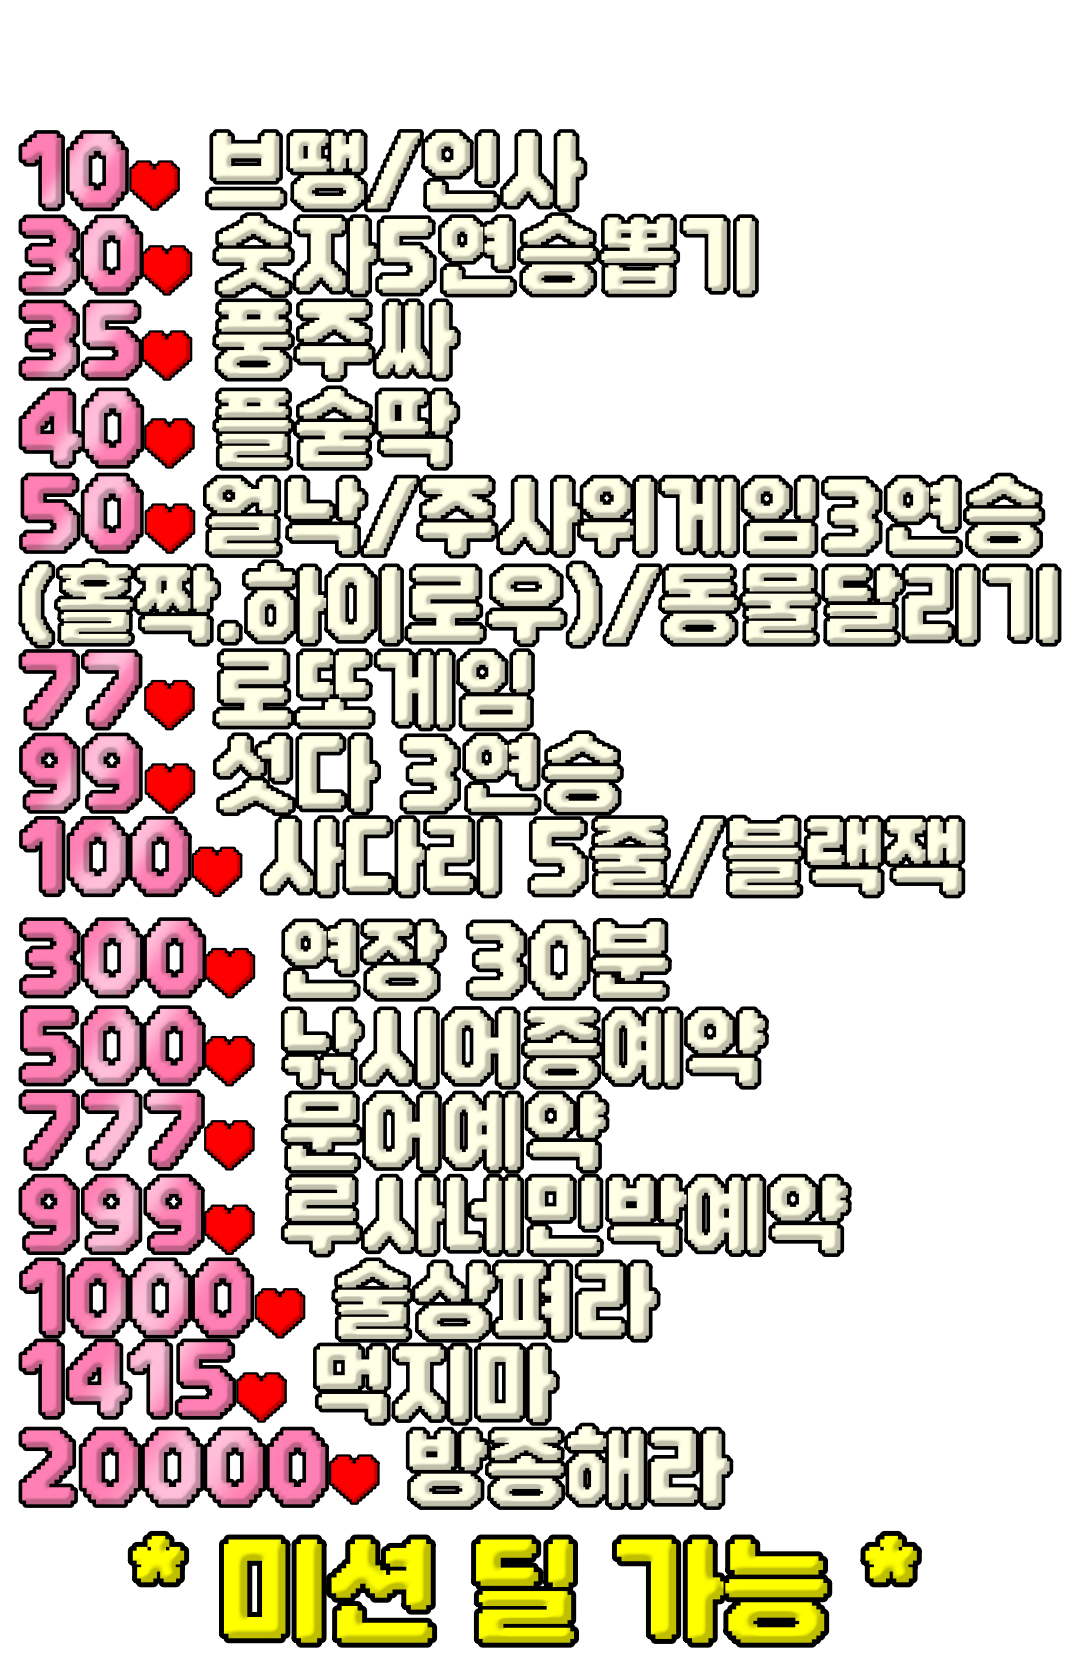 10♥ 브땡/인사
30♥ 숫자5연승뽑기
35♥ 풍주싸
40♥ 플술딱
50♥ 얼낙/주사위게임3연승
(홀짝.하이로우)/동물달리기
77♥ 로또게임
99♥ 섯다 3연승
100♥ 사다리 5줄/블랙잭
300♥ 연장 30분
500♥ 낚시어종예약
777♥ 문어예약
999♥ 루사네민박예약
1000♥ 술상펴라
1415♥ 먹지마
20000♥ 방종해라
* 미션 딜 가능 *